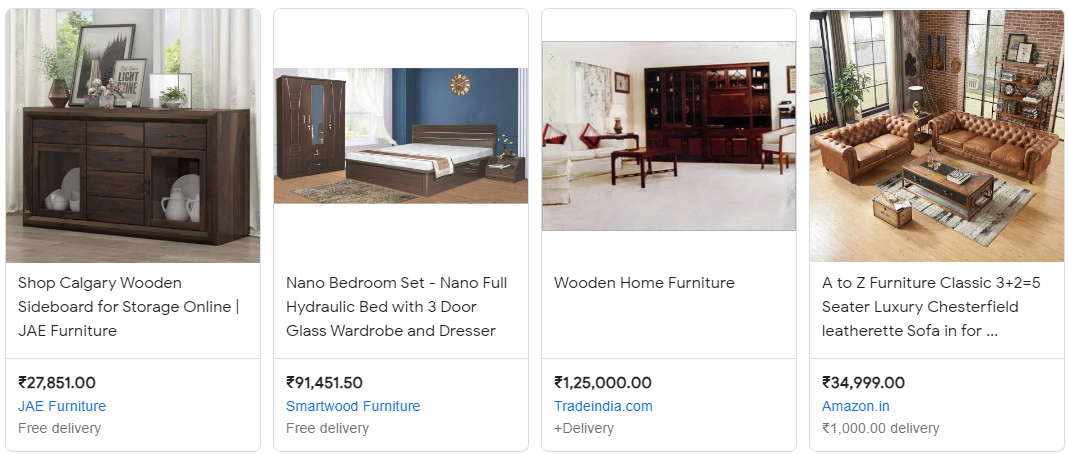 LIGHT
SHINE
Shop Calgary Wooden
Sideboard for Storage Online |
JAE Furniture
₹27,851.00
JAE Furniture
Free delivery
Nano Bedroom Set - Nano Full
Hydraulic Bed with 3 Door
Glass Wardrobe and Dresser
₹91,451.50
Smartwood Furniture
Free delivery
Wooden Home Furniture
₹1,25,000.00
Tradeindia.com
+Delivery
A to Z Furniture Classic 3+2=5
Seater Luxury Chesterfield
leatherette Sofa in for ...
₹34,999.00
Amazon.in
₹1,000.00 delivery